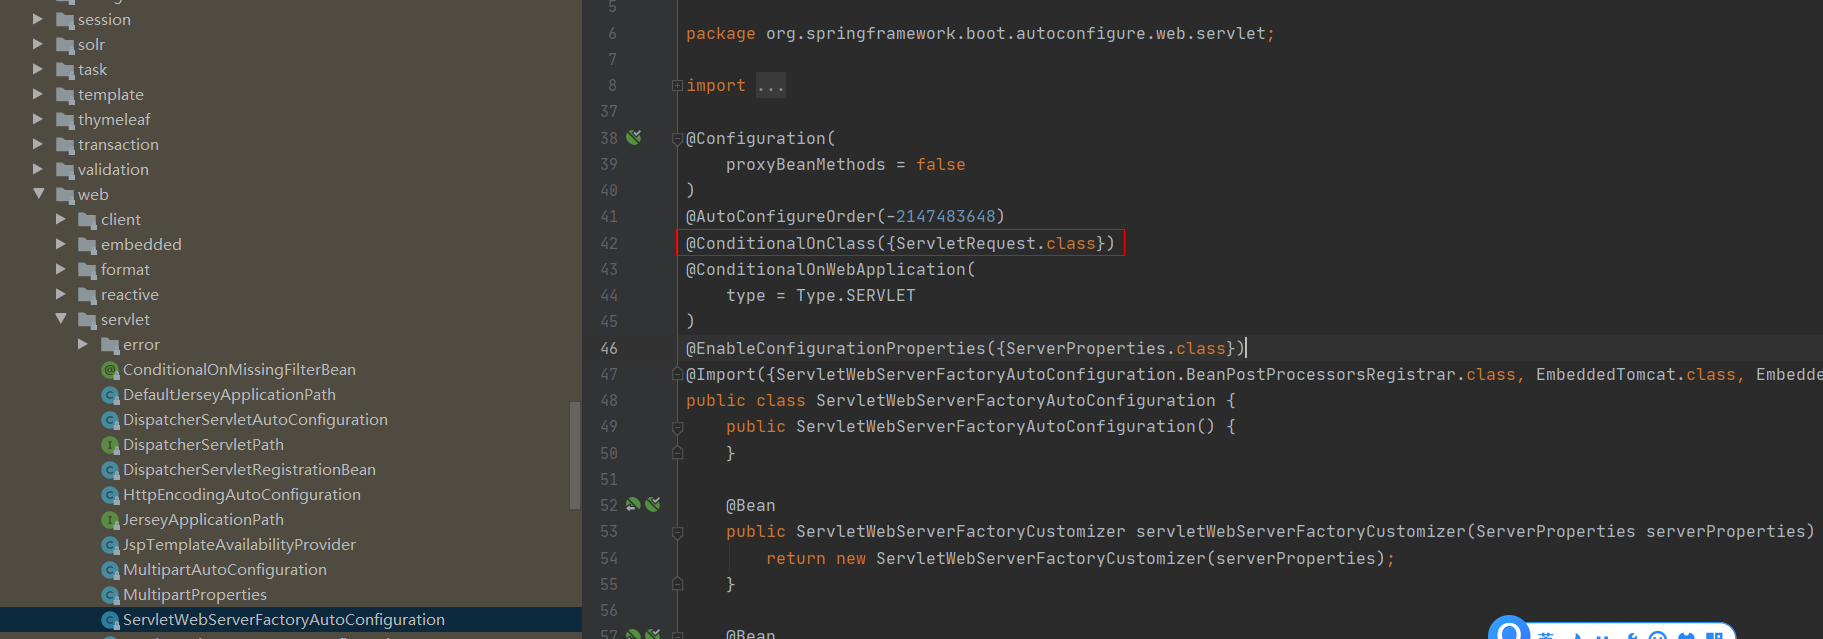 session
solr
task
template
thymeleaf
transaction
validation
web
client
embedded
format
reactive
servlet
error
ConditionalOnMissingFilterBean
DefaultJerseyApplicationPath
DispatcherServletAutoConfiguration
DispatcherServletPath
DispatcherServletRegistrationBean
HttpEncodingAutoConfiguration
JerseyApplicationPath
JspTemplateAvailabilityProvider
MultipartAutoConfiguration
MultipartProperties
ServletWebServerFactoryAutoConfiguration
5
6 package org.springframework.boot.autoconfigure.web.servlet;
7
8 import ...
37
38 @Configuration(
39 proxyBeanMethods = false
40 )
41 @AutoConfigureOrder(-2147483648)
42 @ConditionalOnClass({ServletRequest.class})
43 @ConditionalOnWebApplication(
44 type = Type.SERVLET
45 )
46 @EnableConfigurationProperties({ServerProperties.class})
47 @Import({ServletWebServerFactoryAutoConfiguration.BeanPostProcessorsRegistrar.class, EmbeddedTomcat.class, Embedde
48 public class ServletWebServerFactoryAutoConfiguration {
49 public ServletWebServerFactoryAutoConfiguration() {
50 }
51
52 @Bean
53 public ServletWebServerFactoryCustomizer servletWebServerFactoryCustomizer(ServerProperties serverProperties)
54 return new ServletWebServerFactoryCustomizer(serverProperties);
55 }
56
57 @Bean
英